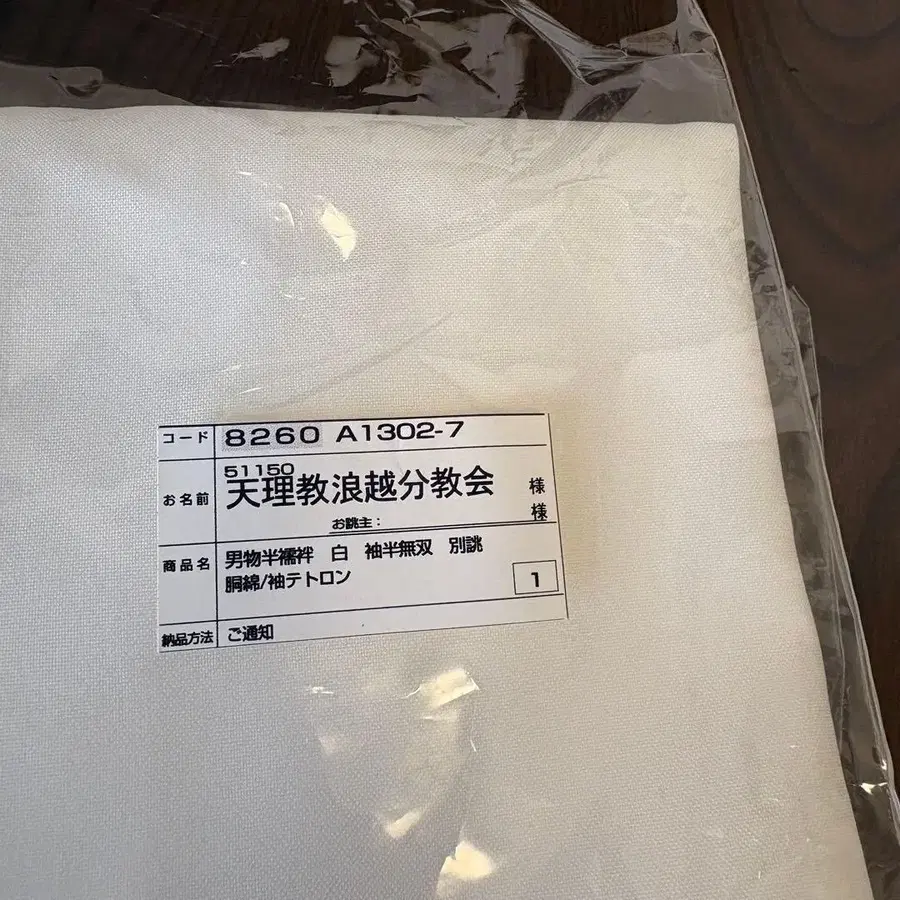 コード 8260 A1302-7
51150
お名前 天理教浪越分教会 様
お誂主: 様
商品名 男物半襦袢 白 袖半無双 別誂
胴綿/袖テトロン 1
納品方法 ご通知